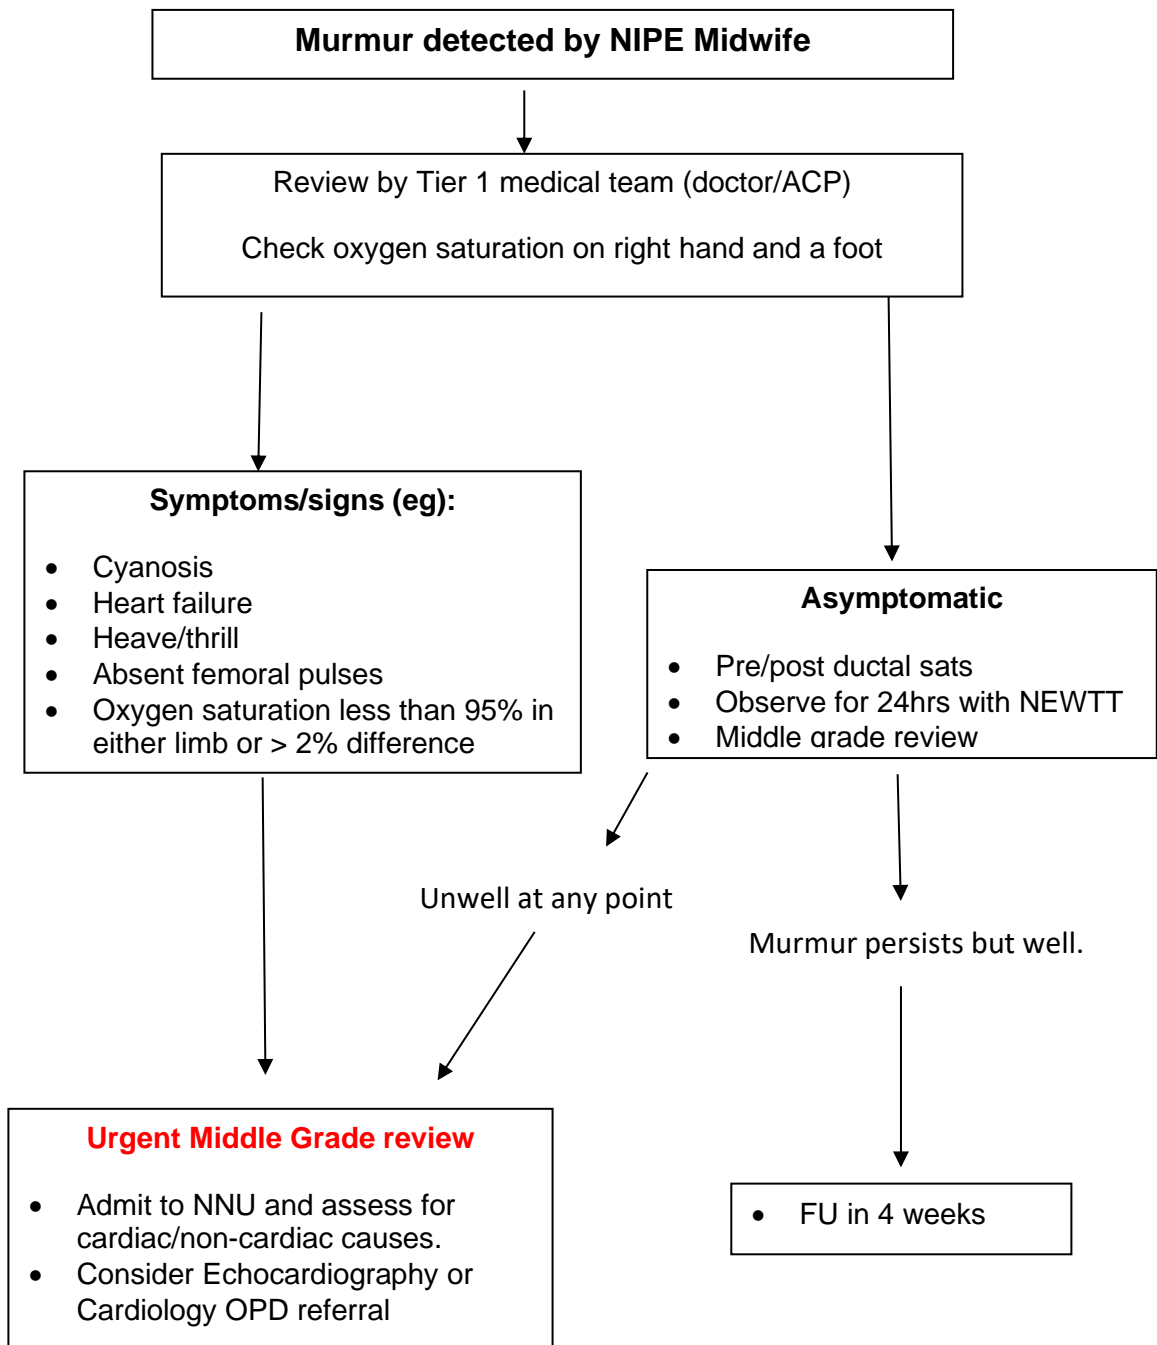 Murmur detected by NIPE Midwife
Review by Tier 1 medical team (doctor/ACP)
Check oxygen saturation on right hand and a foot
Symptoms/signs (eg):
• Cyanosis
• Heart failure
• Heave/thrill
• Absent femoral pulses
• Oxygen saturation less than 95% in
either limb or > 2% difference
Asymptomatic
• Pre/post ductal sats
• Observe for 24hrs with NEWTT
• Middle grade review
Unwell at any point
Murmur persists but well.
Urgent Middle Grade review
• Admit to NNU and assess for
cardiac/non-cardiac causes.
• Consider Echocardiography or
Cardiology OPD referral
• FU in 4 weeks